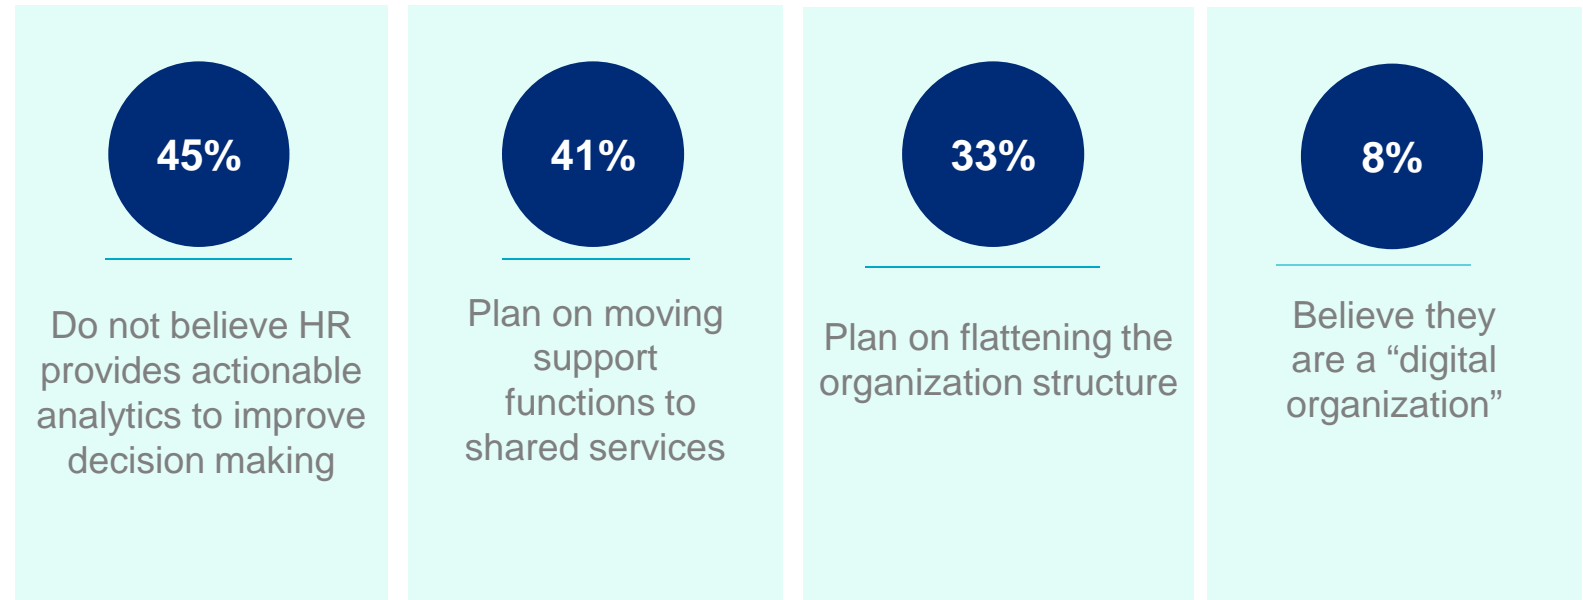 45%
Do not believe HR
provides actionable
analytics to improve
decision making
41%
Plan on moving
support
functions to
shared services
33%
Plan on flattening the
organization structure
8%
Believe they
are a “digital
organization”